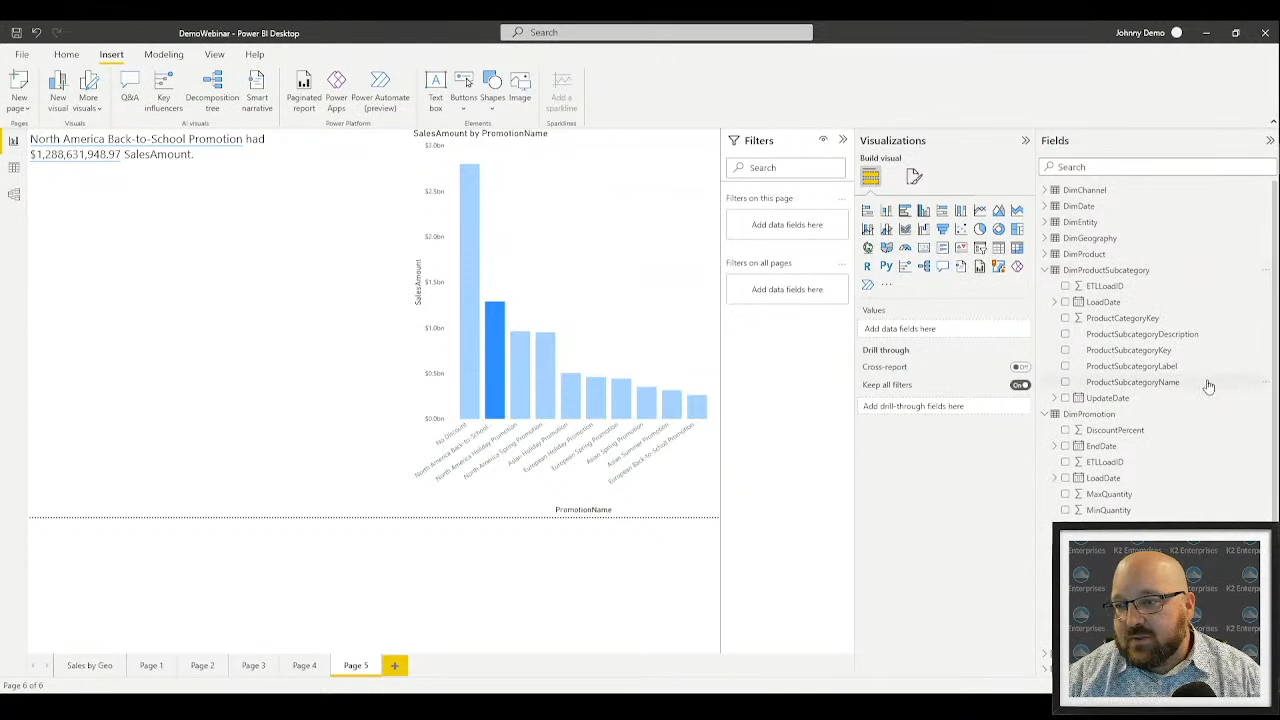 DemoWebinar - Power BI Desktop
Search
Johnny Demo
File Home Insert Modeling View Help
New page
New visual
More visuals
Q&A
Key influencers
Decomposition tree
Smart narrative
Paginated report
Power Apps
Power Automate (preview)
Text box
Buttons
Shapes
Image
Add a sparkline
Pages
Visuals
AI visuals
Power Platform
Elements
Sparklines
North America Back-to-School Promotion had
$1,288,631,948.97 SalesAmount.
SalesAmount by PromotionName
$3.0bn
$2.5bn
$2.0bn
$1.5bn
$1.0bn
$0.5bn
$0.0bn
SalesAmount
No Discount
North America Back-to-School
North America Holiday Promotion
North America Spring Promotion
Asian Holiday Promotion
European Holiday Promotion
European Spring Promotion
Asian Spring Promotion
Asian Summer Promotion
European Back-to-School Promotion
PromotionName
Filters
Search
Filters on this page
Add data fields here
Filters on all pages
Add data fields here
Visualizations
Build visual
R Py
Values
Add data fields here
Drill through
Cross-report
Off
Keep all filters
On
Add drill-through fields here
Fields
Search
DimChannel
DimDate
DimEntity
DimGeography
DimProduct
DimProductSubcategory
ETLLoadID
LoadDate
ProductCategoryKey
ProductSubcategoryDescription
ProductSubcategoryKey
ProductSubcategoryLabel
ProductSubcategoryName
UpdateDate
DimPromotion
DiscountPercent
EndDate
ETLLoadID
LoadDate
MaxQuantity
MinQuantity
Enterprises K2 Enterprises K2 Enterprises K2 E
Sales by Geo Page 1 Page 2 Page 3 Page 4 Page 5 +
Page 6 of 6